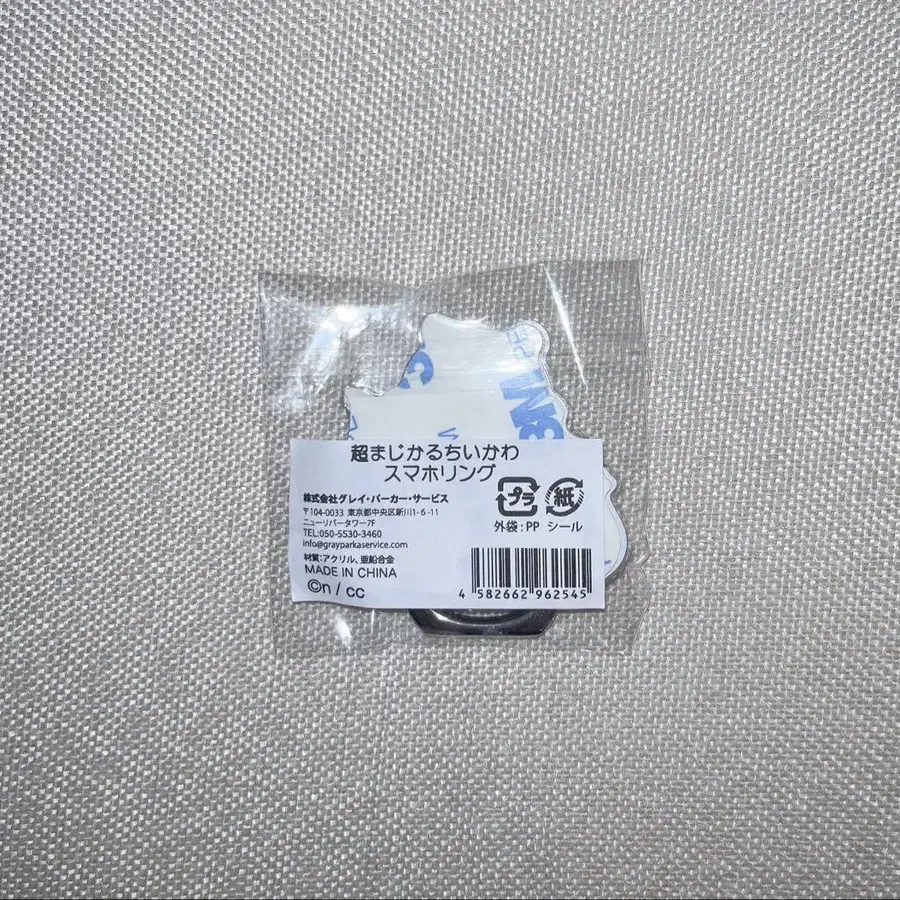 3M
超まじかるちいかわ
スマホリング
株式会社グレイ・パーカー・サービス
〒104-0033 東京都中央区新川1-6-11
ニューリバータワー7F
TEL:050-5530-3460
info@grayparkaservice.com
材質:アクリル、亜鉛合金
MADE IN CHINA
©n / cc
プラ 紙
外袋:PP シール
4 582662 962545